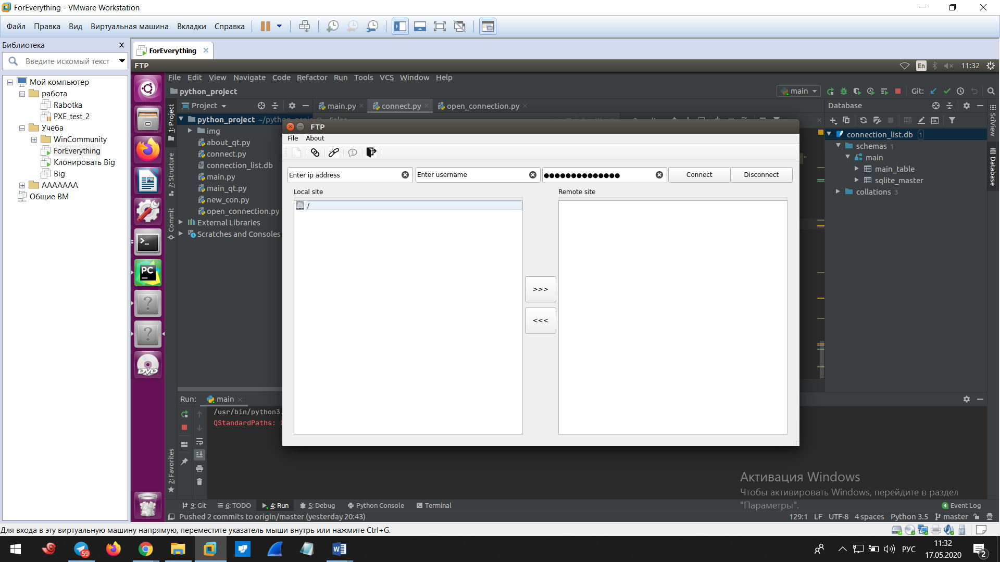 ForEverything - VMware Workstation
Файл Правка Вид Виртуальная машина Вкладки Справка
Библиотека
Введите искомый текст
Мой компьютер
работа
Rabotka
PXE_test_2
Учеба
WinCommunity
ForEverything
Клонировать Big
Big
AAAAAAA
Общие ВМ
ForEverything
FTP
En
11:32
File Edit View Navigate Code Refactor Run Tools VCS Window Help
python_project
main
Git:
1: Project
7: Structure
Commit
2: Favorites
Project
main.py
connect.py
open_connection.py
python_project ~/python_proje
img
about_qt.py
connect.py
connection_list.db
main.py
main_qt.py
new_con.py
open_connection.py
External Libraries
Scratches and Consoles
FTP
File About
Enter ip address
Enter username
Connect
Disconnect
Local site
Remote site
/
>>>
<<<
Database
connection_list.db 1
schemas 1
main
main_table
sqlite_master
collations 3
SciView
Database
Run: main
/usr/bin/python3.
QStandardPaths:
PC
DVD
Активация Windows
Чтобы активировать Windows, перейдите в раздел
"Параметры".
9: Git 6: TODO 4: Run 5: Debug Python Console Terminal
4 Event Log
Pushed 2 commits to origin/master (yesterday 20:43)
129:1 LF UTF-8 4 spaces Python 3.5 master
Для входа в эту виртуальную машину напрямую, переместите указатель мыши внутрь или нажмите Ctrl+G.
59
РУС
11:32
17.05.2020
2